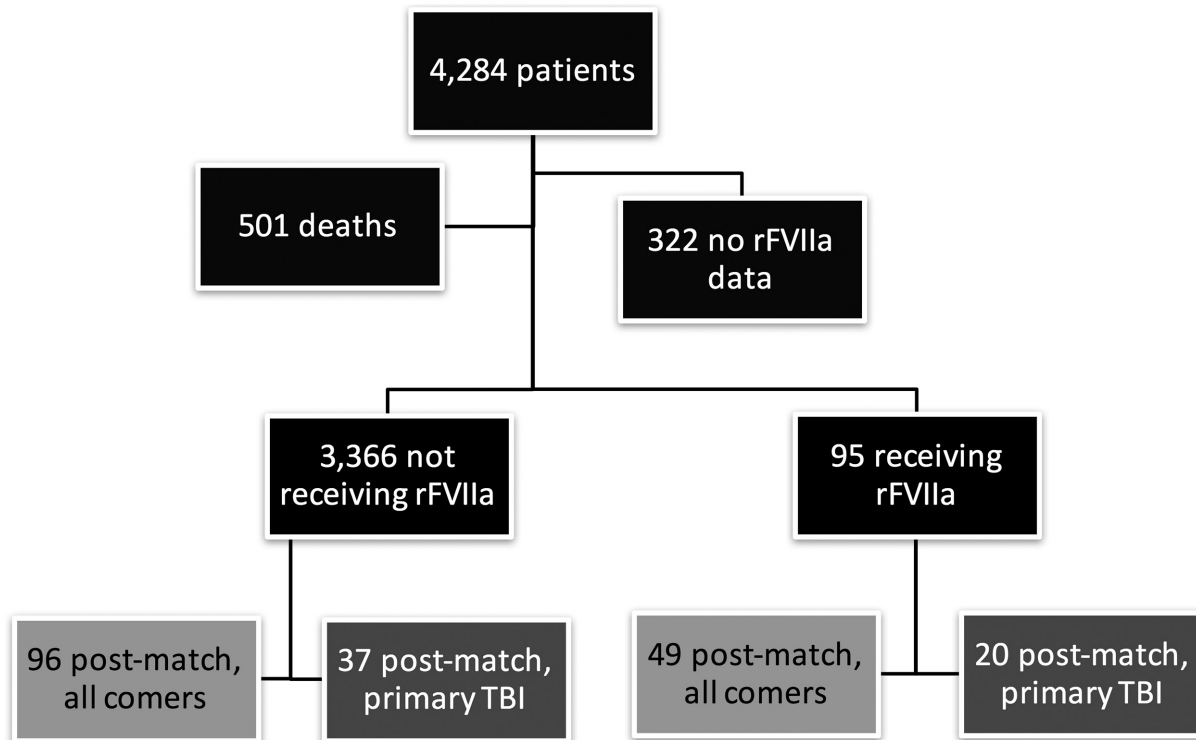 4,284 patients
501 deaths
322 no rFVIIa
data
3,366 not
receiving rFVIIa
95 receiving
rFVIIa
96 post-match,
all comers
37 post-match,
primary TBI
49 post-match,
all comers
20 post-match,
primary TBI